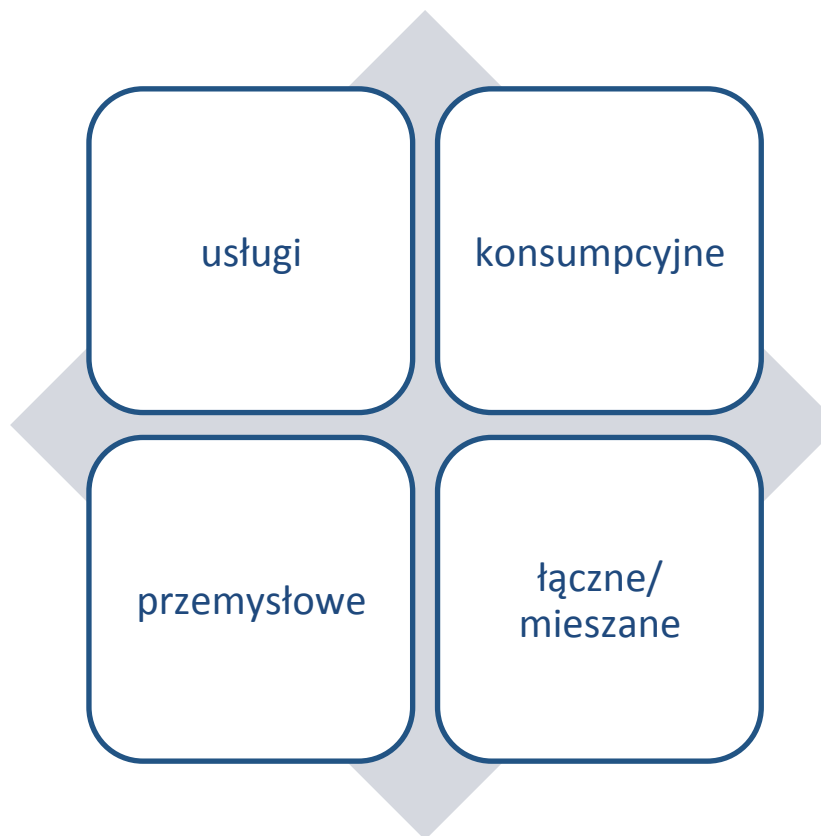 usługi
konsumpcyjne
przemysłowe
łączne/
mieszane